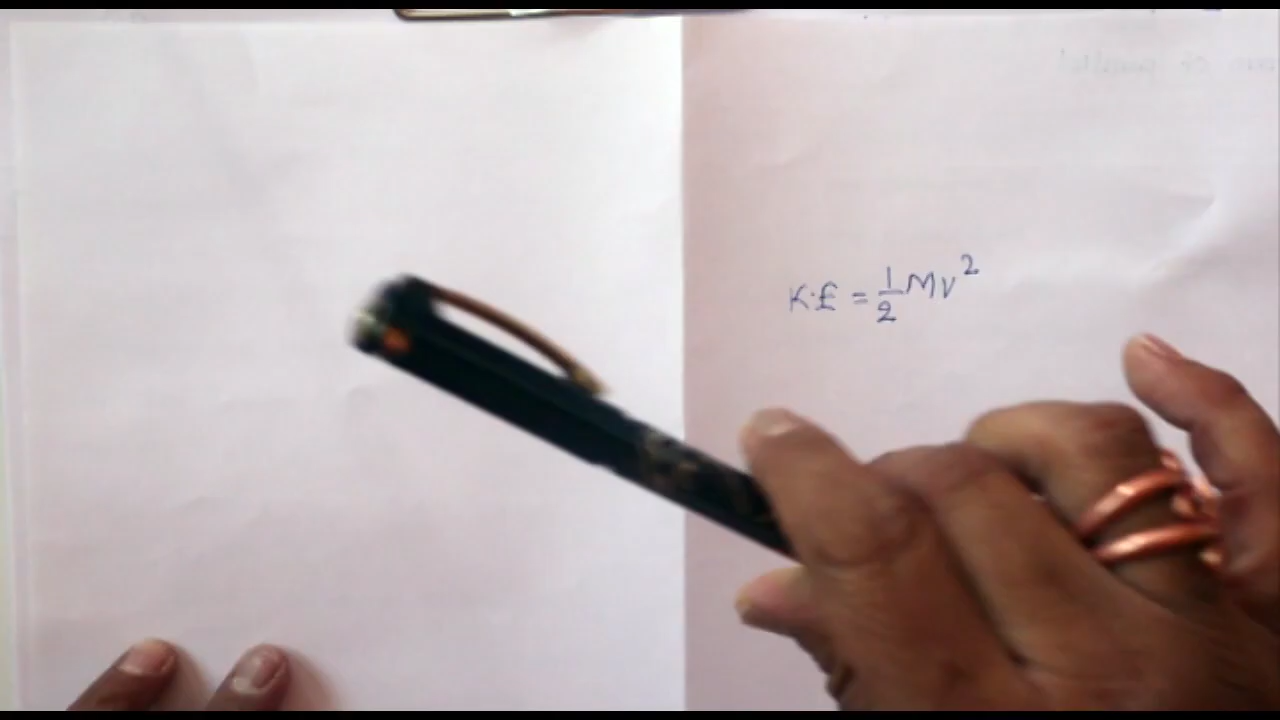 K.E = 1/2 Mv²